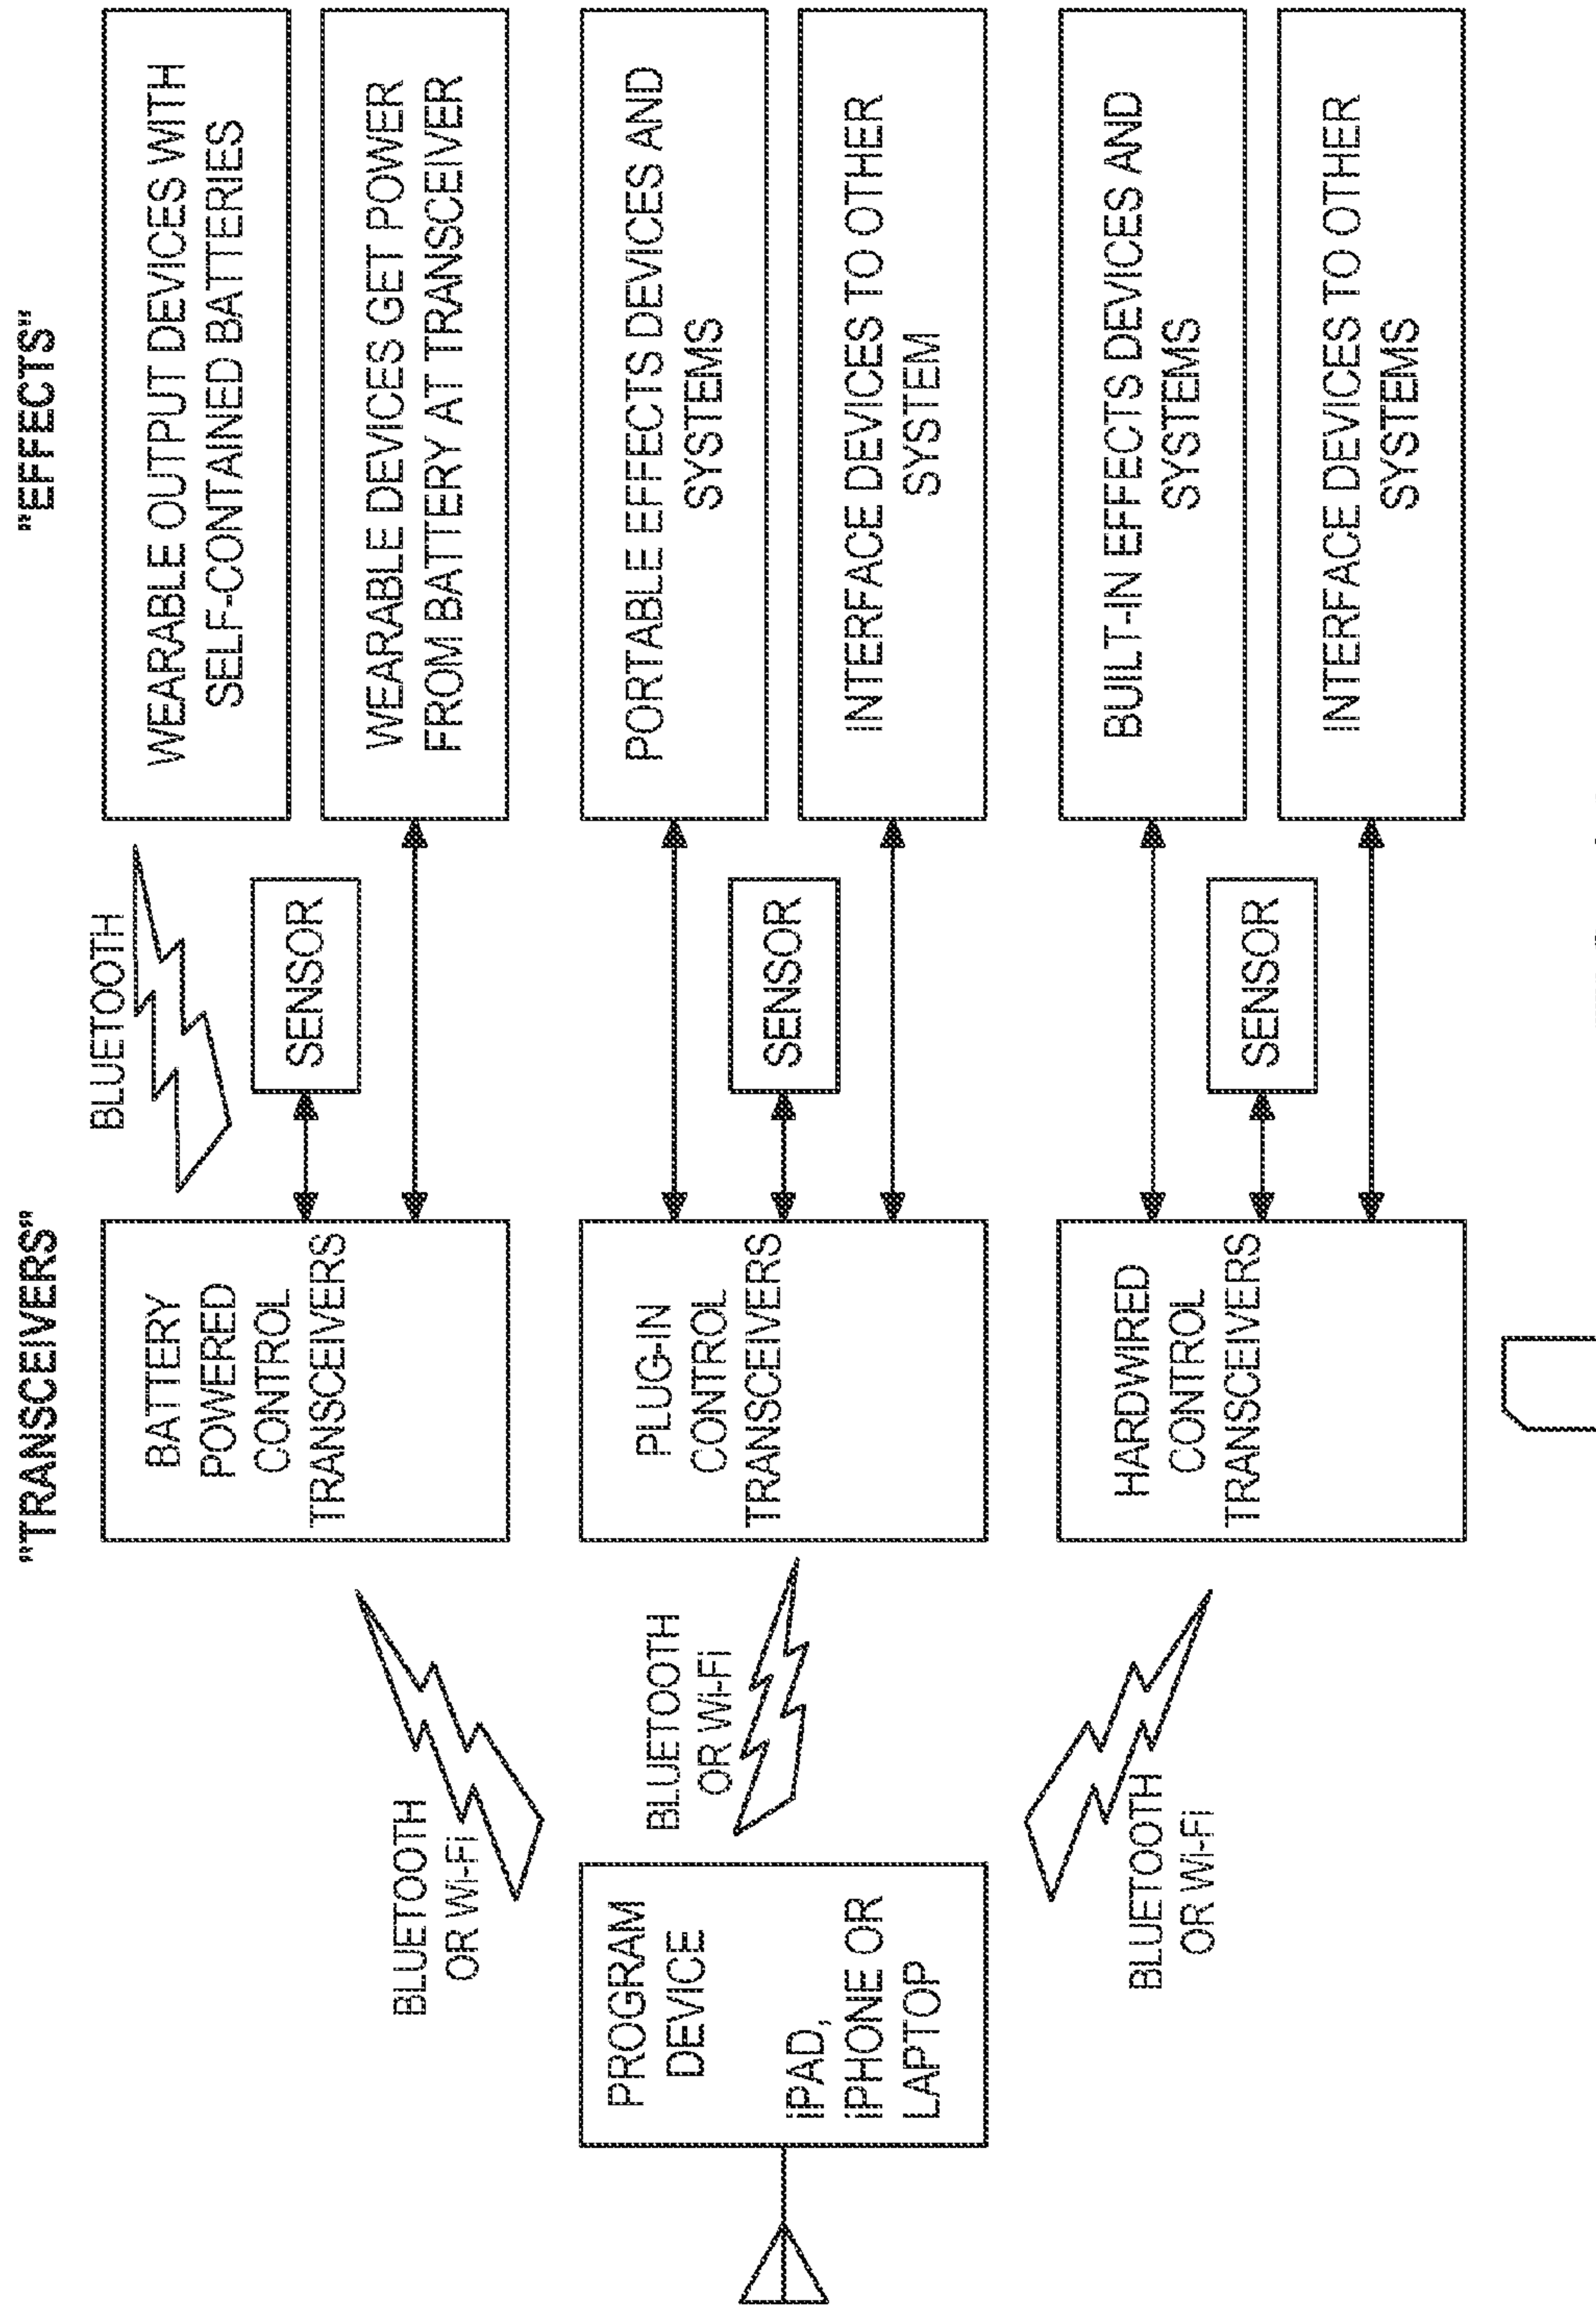 "TRANSCEIVERS"
"EFFECTS"
PROGRAM
DEVICE
iPAD,
iPHONE OR
LAPTOP
BLUETOOTH
OR Wi-Fi
BLUETOOTH
OR Wi-Fi
BLUETOOTH
OR Wi-Fi
BATTERY
POWERED
CONTROL
TRANSCEIVERS
BLUETOOTH
SENSOR
WEARABLE OUTPUT DEVICES WITH
SELF-CONTAINED BATTERIES
WEARABLE DEVICES GET POWER
FROM BATTERY AT TRANSCEIVER
PLUG-IN
CONTROL
TRANSCEIVERS
SENSOR
PORTABLE EFFECTS DEVICES AND
SYSTEMS
INTERFACE DEVICES TO OTHER
SYSTEM
HARDWIRED
CONTROL
TRANSCEIVERS
SENSOR
BUILT-IN EFFECTS DEVICES AND
SYSTEMS
INTERFACE DEVICES TO OTHER
SYSTEMS